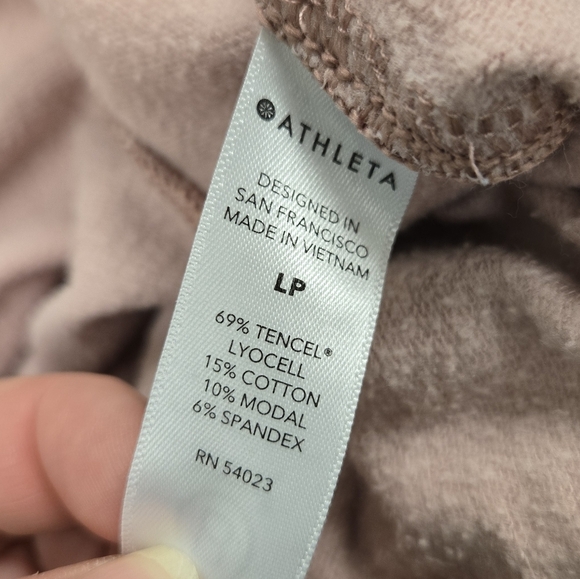 ATHLETA
DESIGNED IN
SAN FRANCISCO
MADE IN VIETNAM
LP
69% TENCEL®
LYOCELL
15% COTTON
10% MODAL
6% SPANDEX
RN 54023